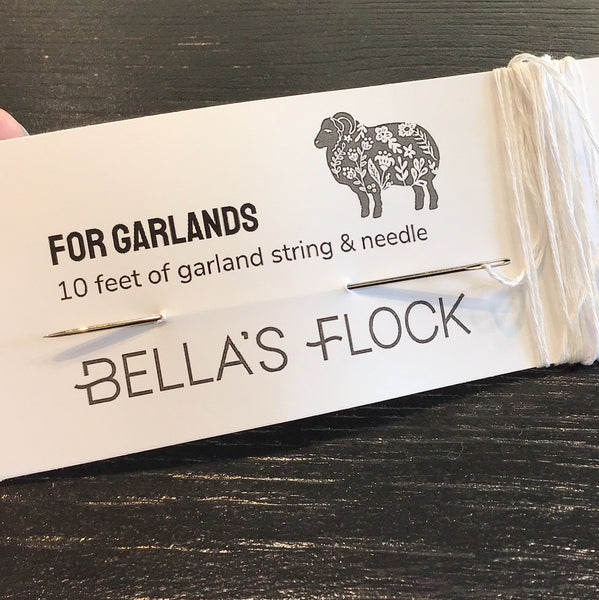 FOR GARLANDS
10 feet of garland string & needle
BELLA'S FLOCK